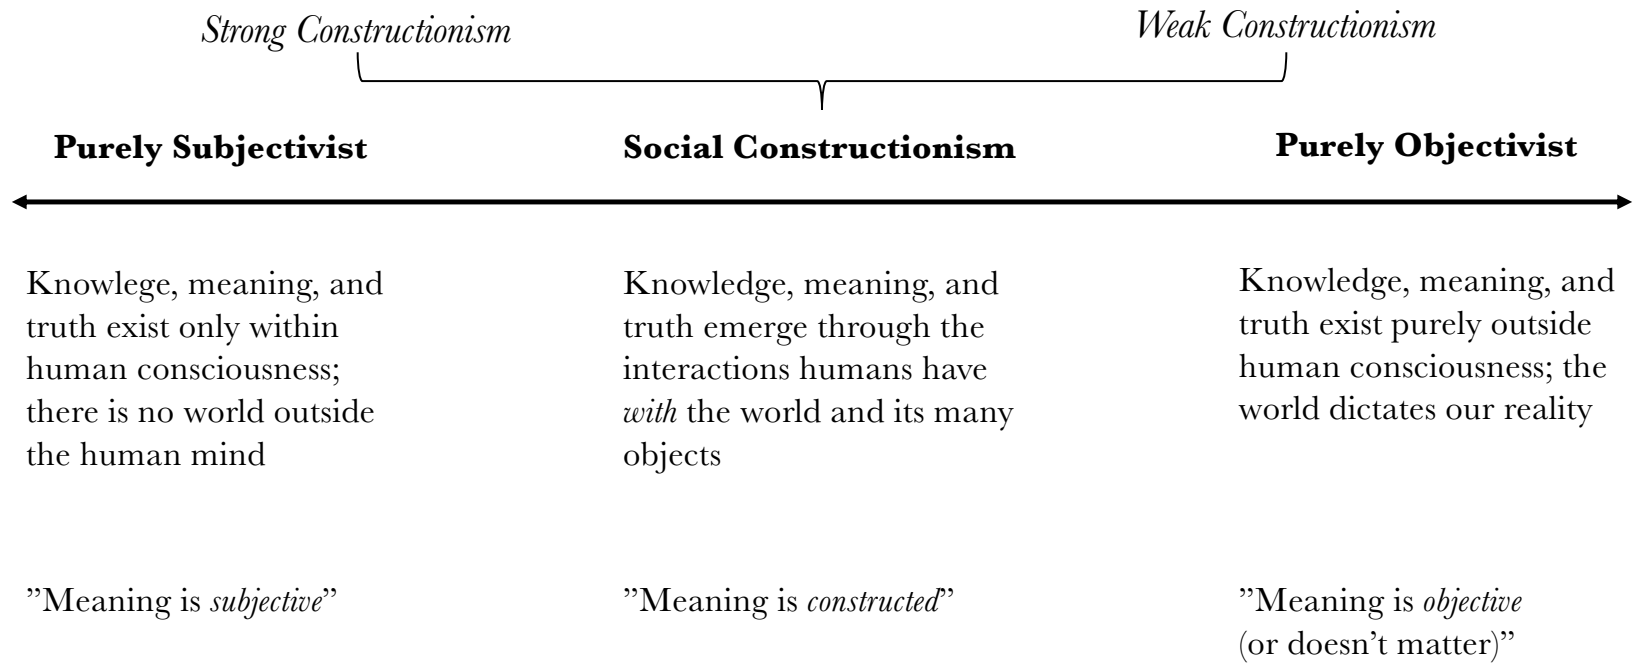 Strong Constructionism
Weak Constructionism
Purely Subjectivist
Social Constructionism
Purely Objectivist
Knowlege, meaning, and
truth exist only within
human consciousness;
there is no world outside
the human mind
Knowledge, meaning, and
truth emerge through the
interactions humans have
with the world and its many
objects
Knowledge, meaning, and
truth exist purely outside
human consciousness; the
world dictates our reality
”Meaning is subjective”
”Meaning is constructed”
”Meaning is objective
(or doesn’t matter)”